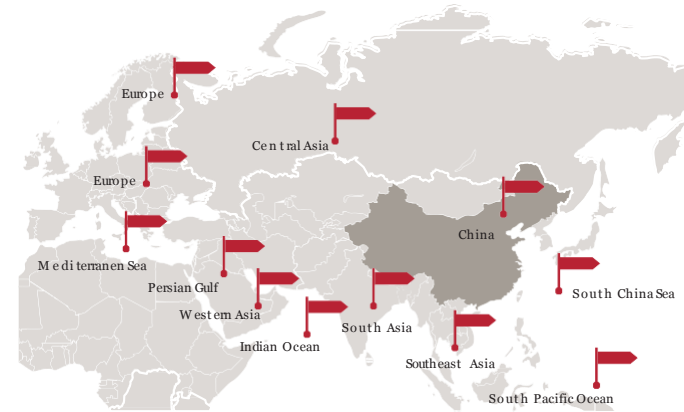 Europe
Central Asia
Europe
China
Mediterranen Sea
Persian Gulf
South China Sea
Western Asia
South Asia
Indian Ocean
Southeast Asia
South Pacific Ocean